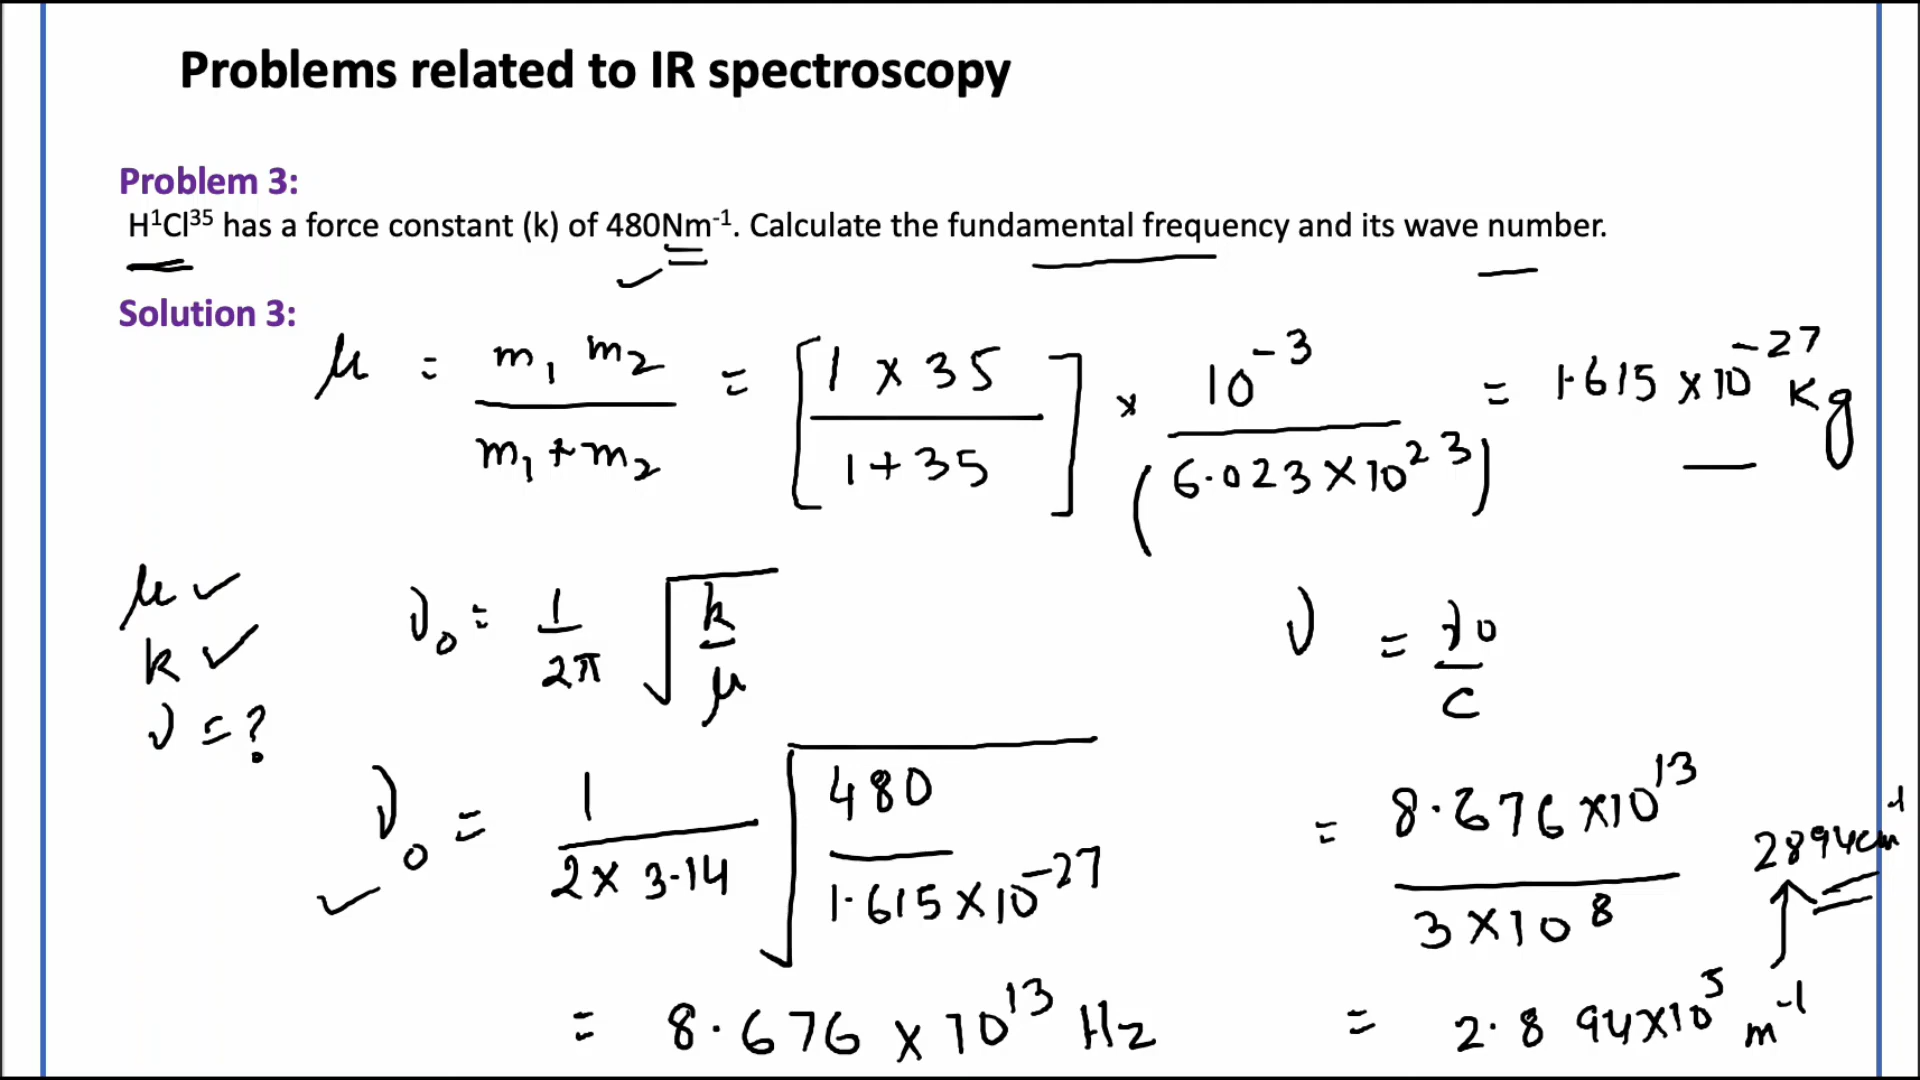 Problems related to IR spectroscopy
Problem 3:
H¹Cl³⁵ has a force constant (k) of 480Nm⁻¹. Calculate the fundamental frequency and its wave number.
Solution 3:
μ = m₁ m₂ / m₁ + m₂ = [1 × 35 / 1 + 35] × 10⁻³ / (6.023 × 10²³) = 1.615 × 10⁻²⁷ kg
μ ✓
k ✓
ν = ?
ν₀ = 1/2π √k/μ
ν = ν₀/c
ν₀ = 1 / 2 × 3.14 √480 / 1.615 × 10⁻²⁷
= 8.676 × 10¹³ / 3 × 10⁸
2894 cm⁻¹
= 8.676 × 10¹³ Hz
= 2.894 × 10⁵ m⁻¹